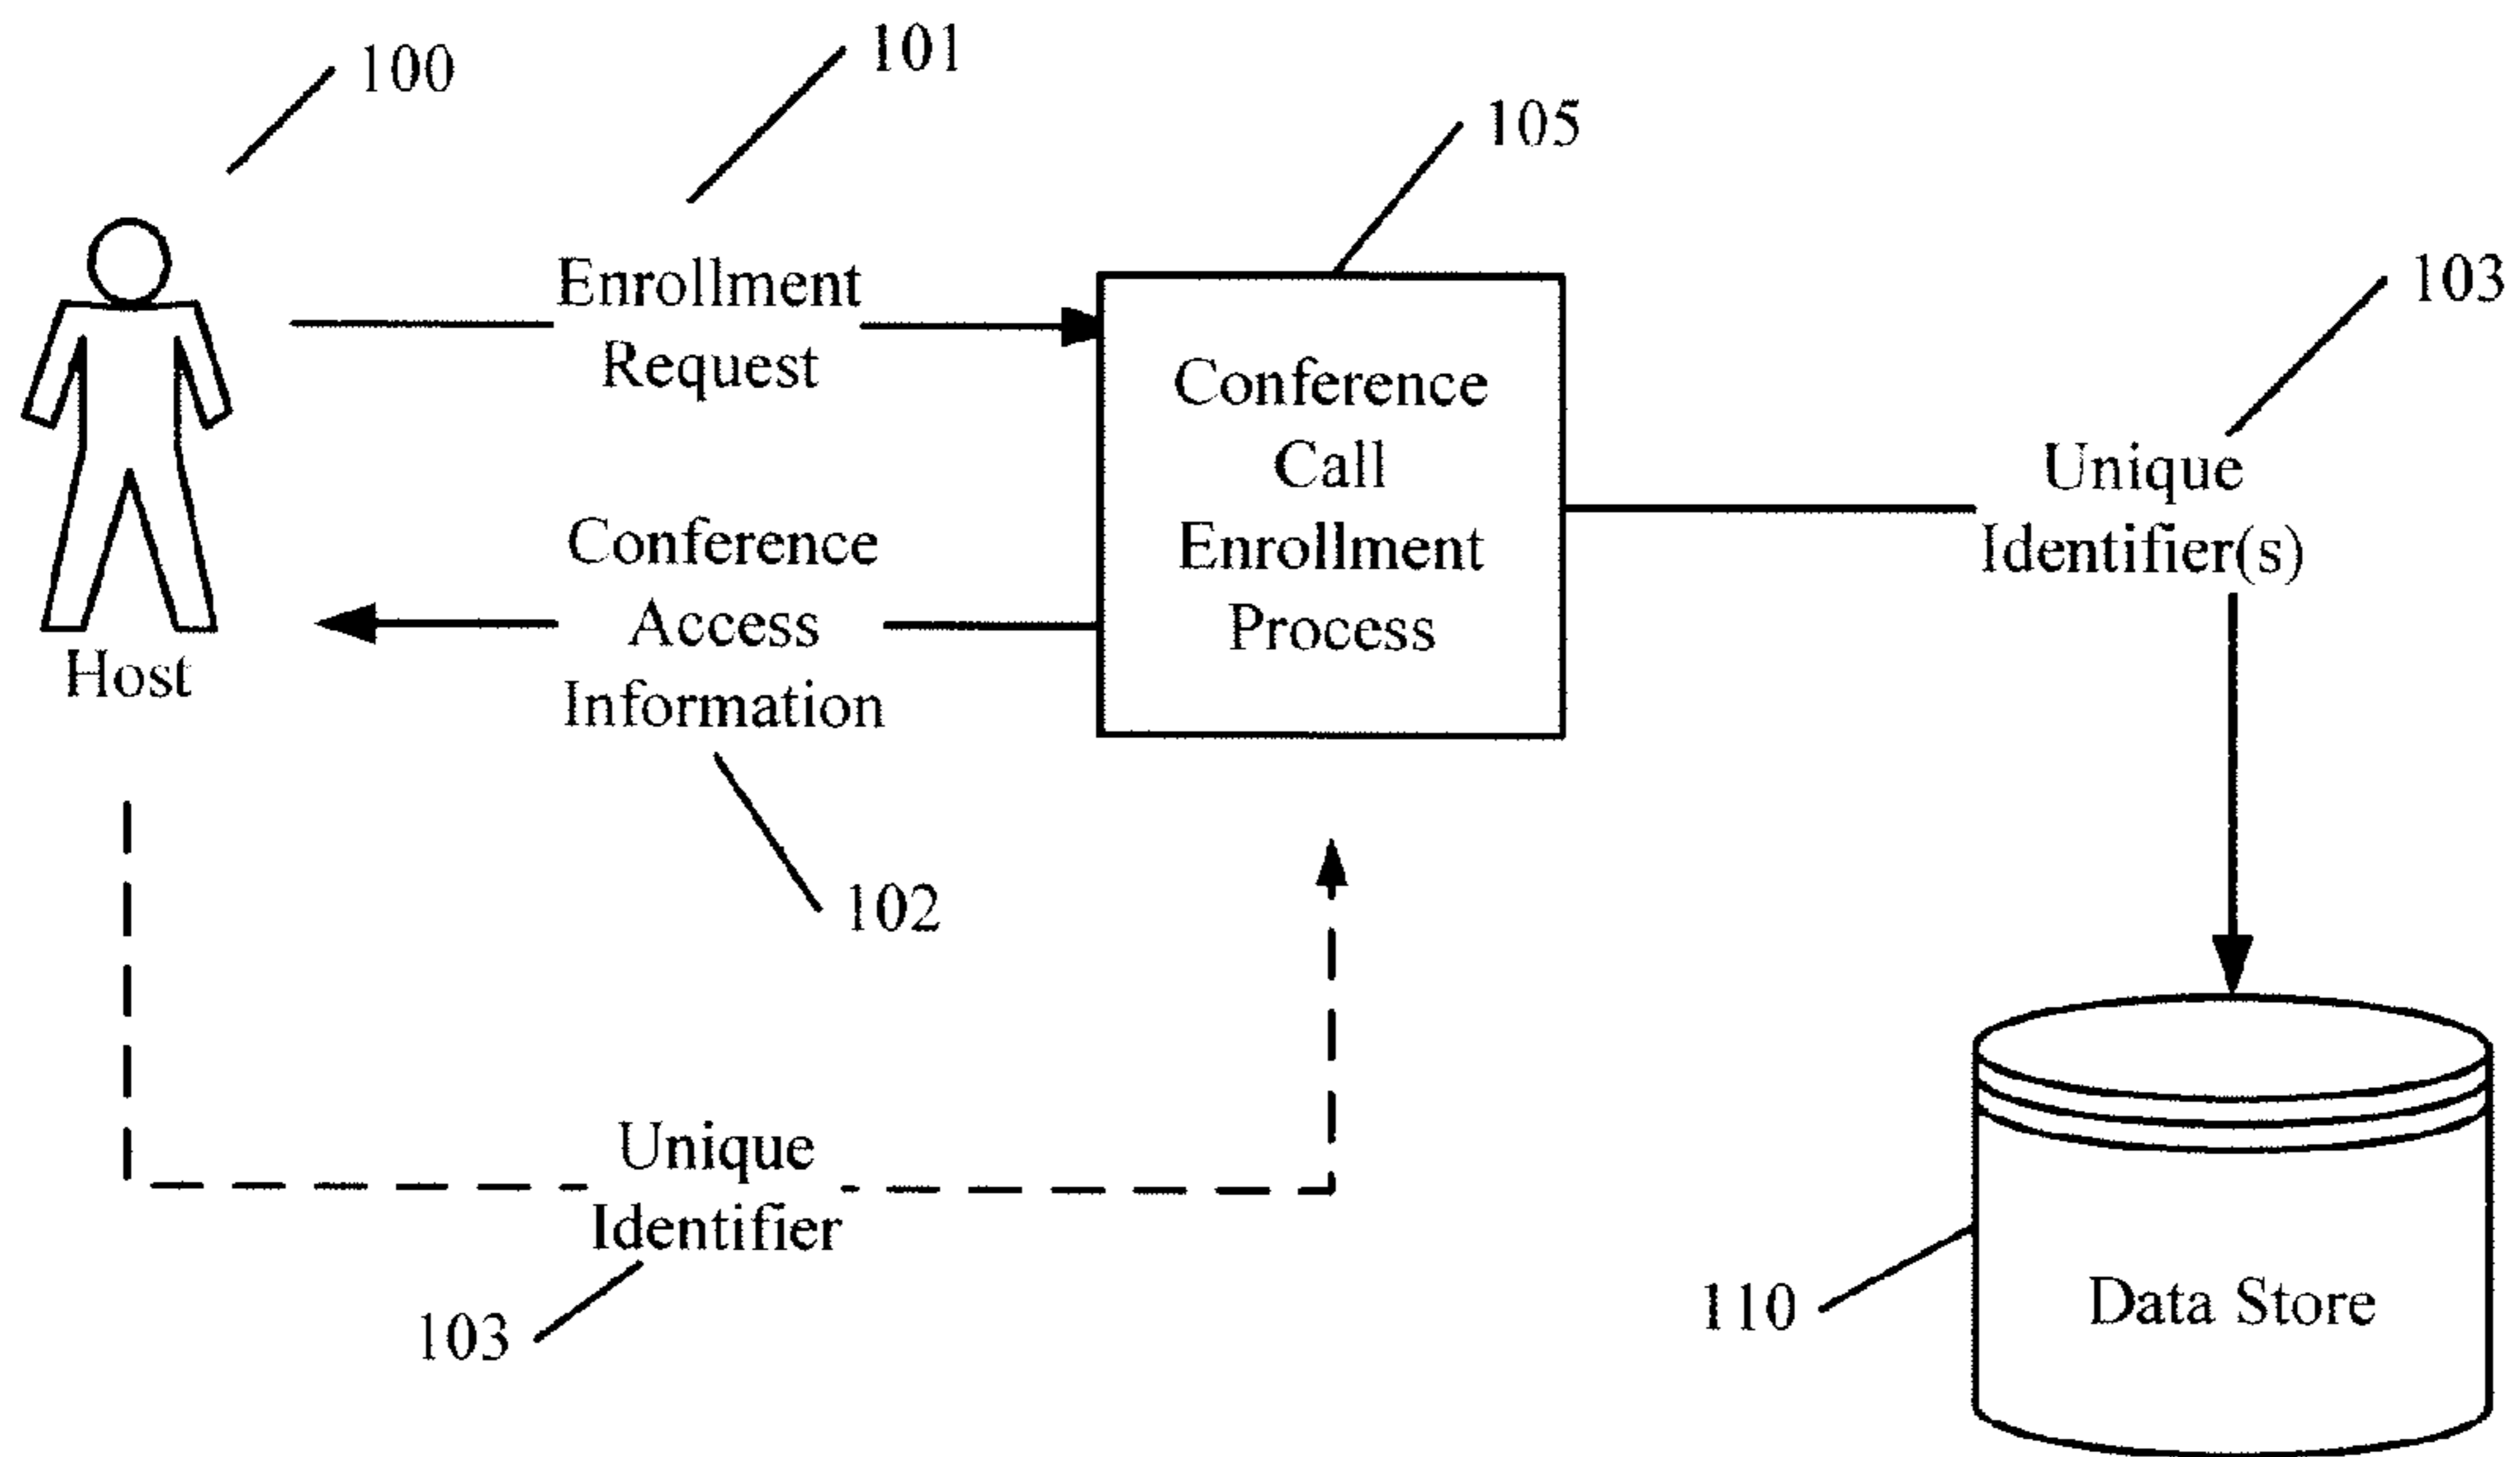 100
101
105
103
Enrollment
Request
Conference
Access
Information
Host
102
Conference
Call
Enrollment
Process
Unique
Identifier(s)
Unique
Identifier
103
110
Data Store